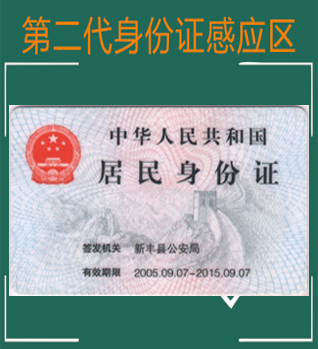 第二代身份证感应区
中华人民共和国
居民身份证
签发机关 新丰县公安局
有效期限 2005.09.07-2015.09.07